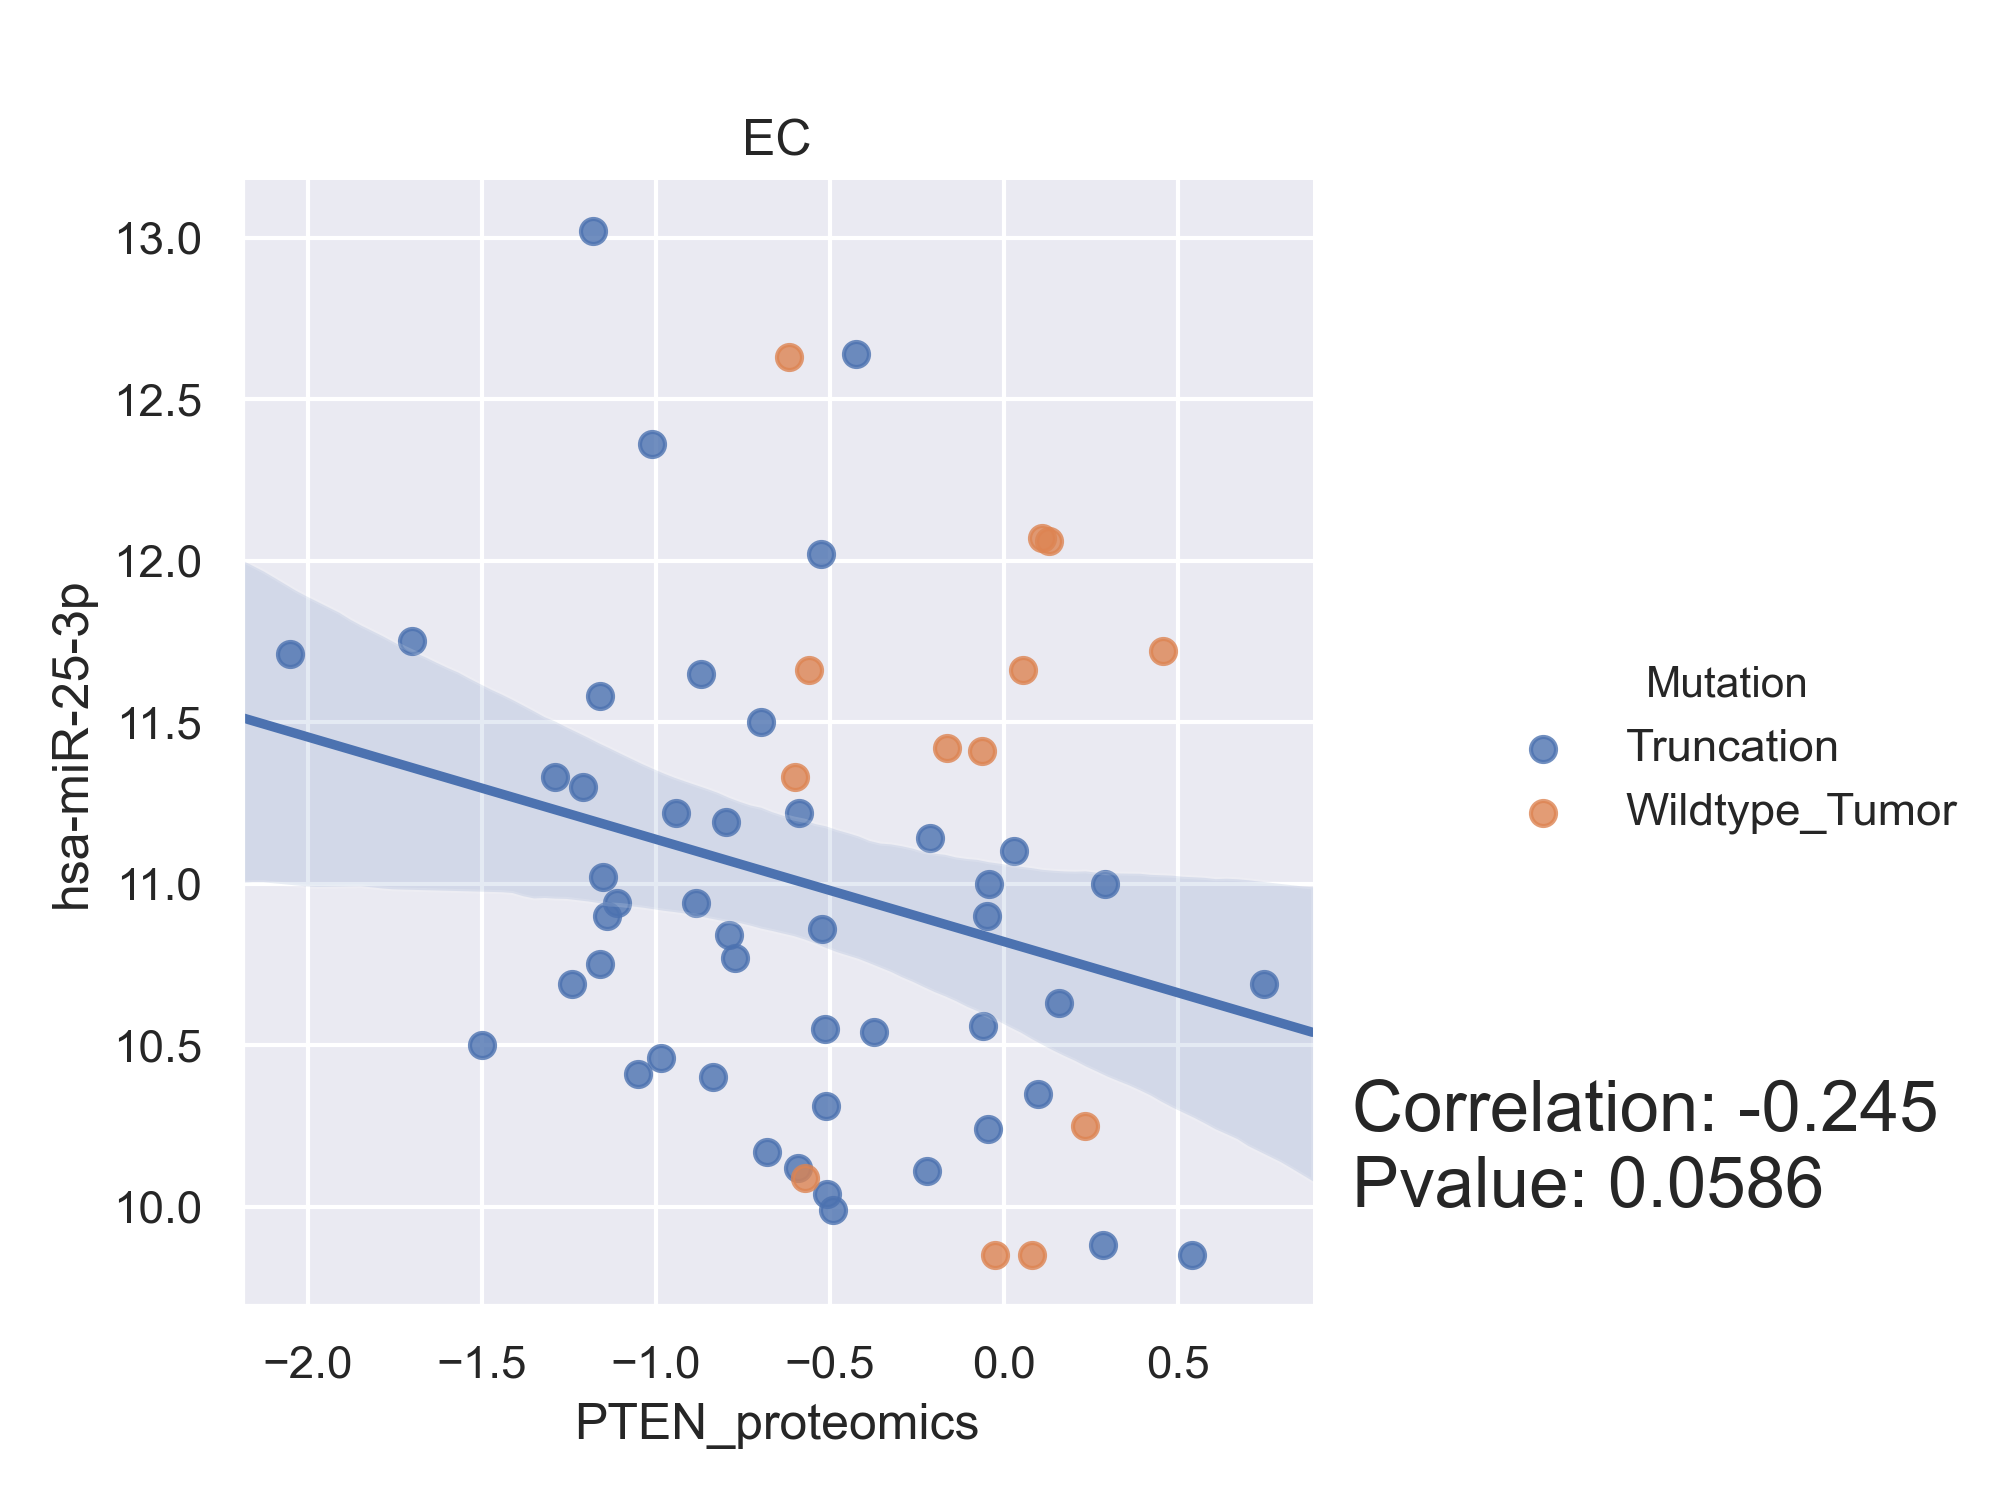 EC
13.0
12.5
12.0
11.5
11.0
10.5
10.0
hsa-miR-25-3p
−2.0 −1.5 −1.0 −0.5 0.0 0.5
PTEN_proteomics
Mutation
Truncation
Wildtype_Tumor
Correlation: -0.245
Pvalue: 0.0586